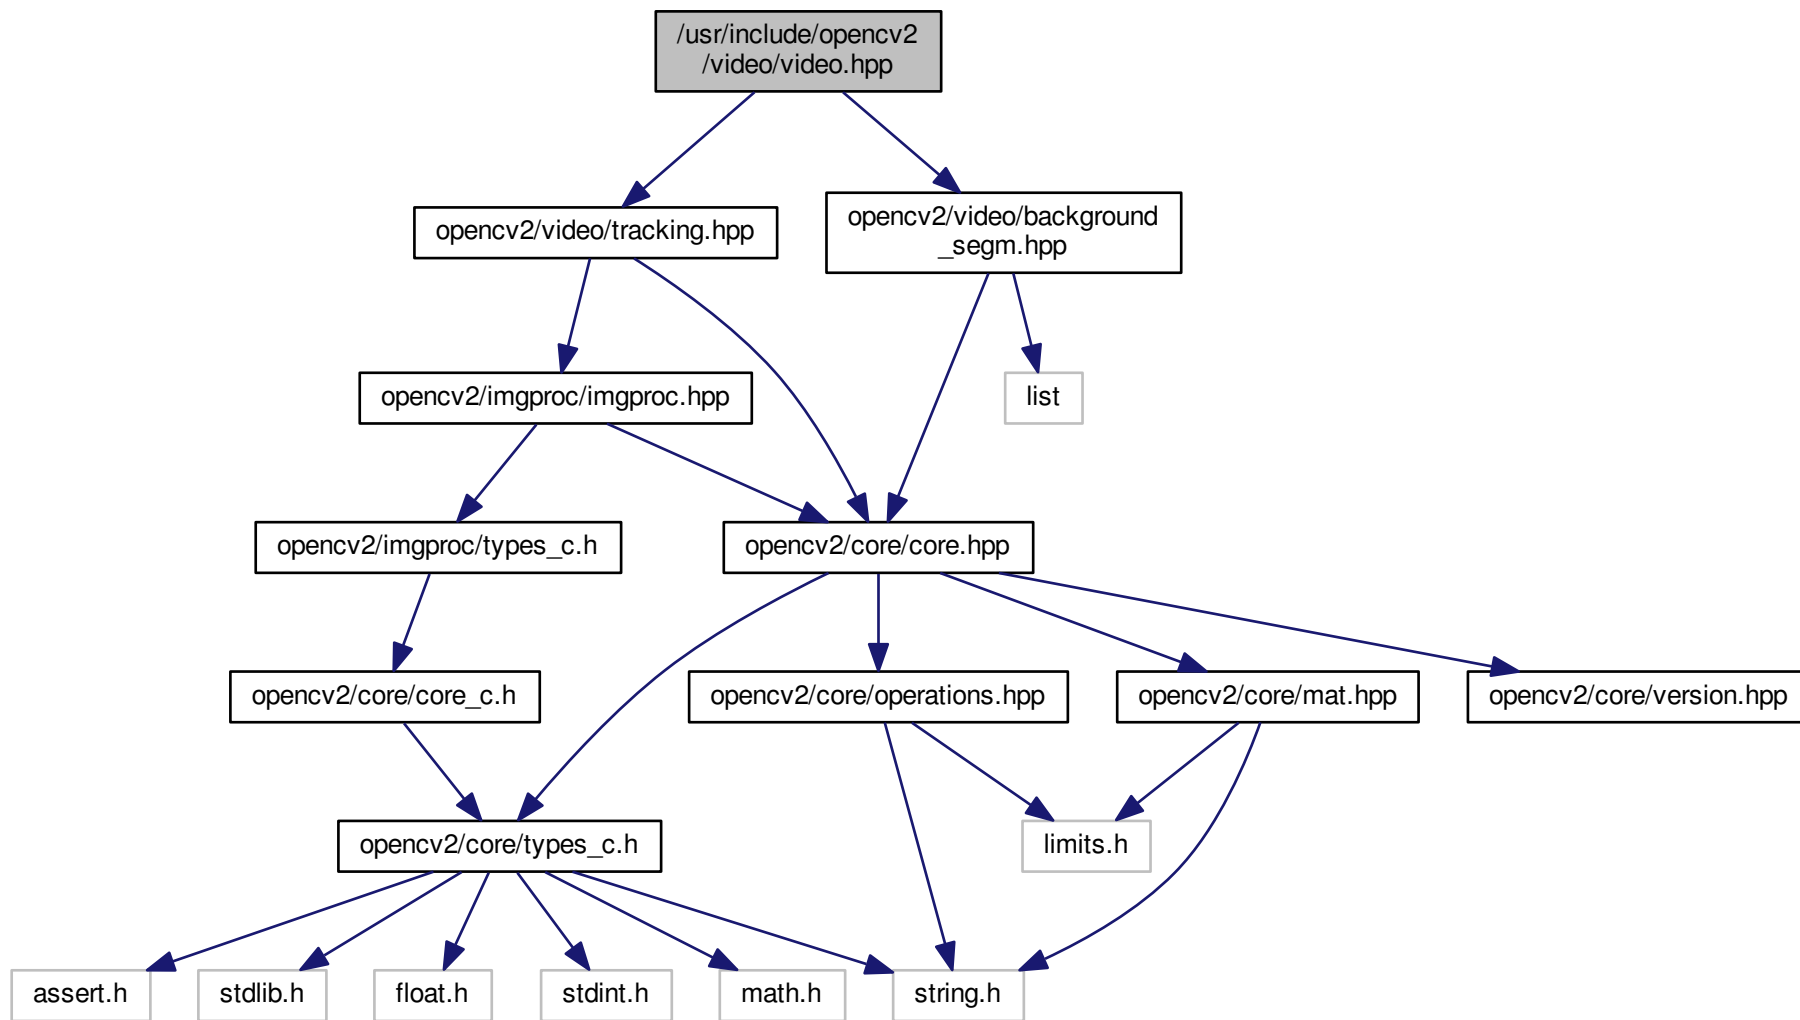 /usr/include/opencv2
/video/video.hpp
opencv2/video/tracking.hpp
opencv2/video/background
_segm.hpp
opencv2/imgproc/imgproc.hpp
list
opencv2/imgproc/types_c.h
opencv2/core/core.hpp
opencv2/core/core_c.h
opencv2/core/operations.hpp
opencv2/core/mat.hpp
opencv2/core/version.hpp
opencv2/core/types_c.h
limits.h
assert.h
stdlib.h
float.h
stdint.h
math.h
string.h